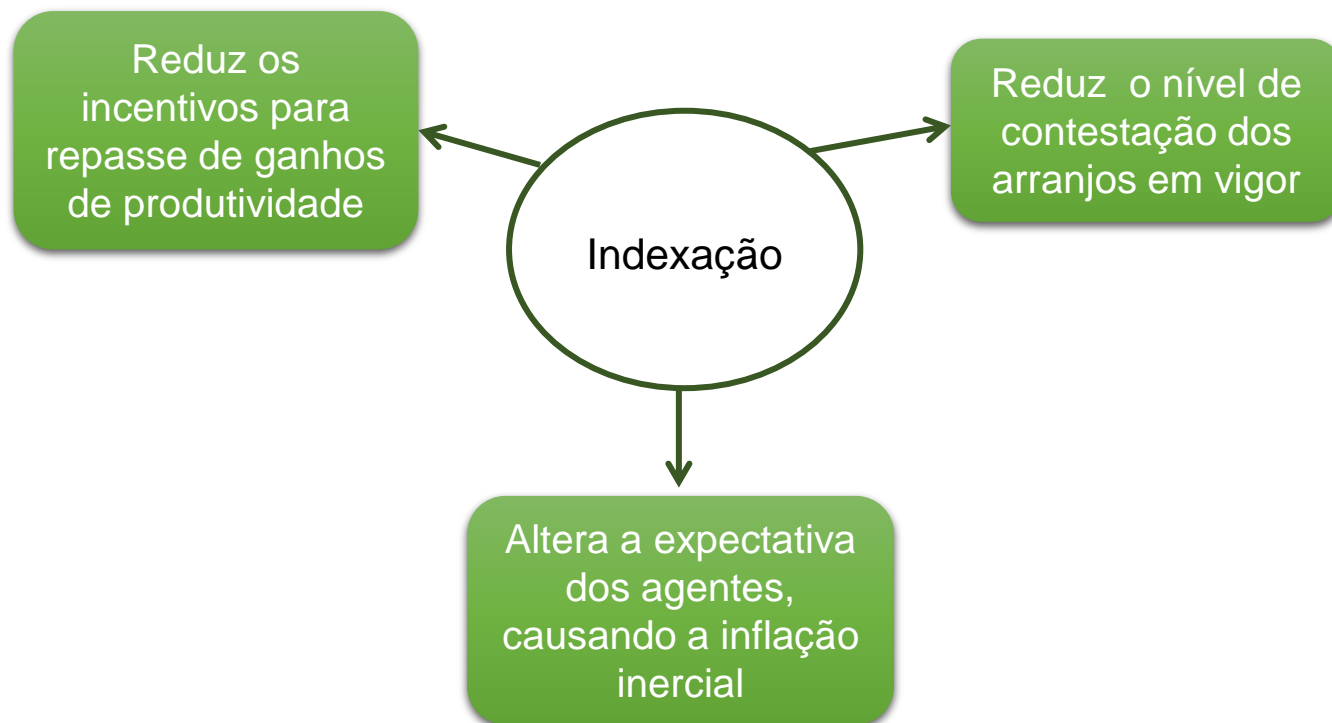 Reduz os
incentivos para
repasse de ganhos
de produtividade
Reduz o nível de
contestação dos
arranjos em vigor
Indexação
Altera a expectativa
dos agentes,
causando a inflação
inercial